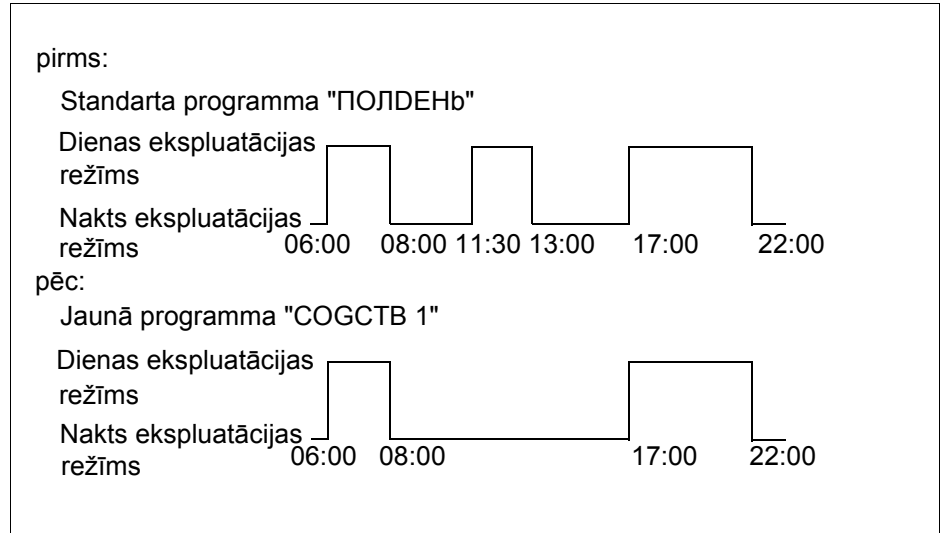 pirms:
Standarta programma "ПОЛDЕНb"
Dienas ekspluatācijas
režīms
Nakts ekspluatācijas
režīms
06:00 08:00 11:30 13:00 17:00 22:00
pēc:
Jaunā programma "СОGСТВ 1"
Dienas ekspluatācijas
režīms
Nakts ekspluatācijas
režīms
06:00 08:00 17:00 22:00